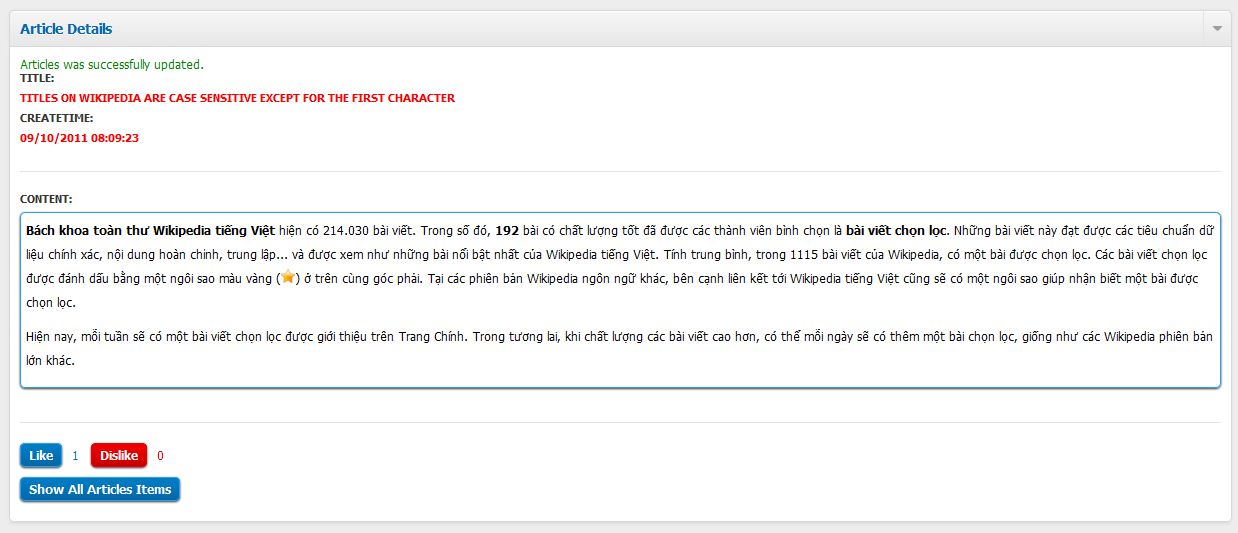 Article Details
Articles was successfully updated.
TITLE:
TITLES ON WIKIPEDIA ARE CASE SENSITIVE EXCEPT FOR THE FIRST CHARACTER
CREATETIME:
09/10/2011 08:09:23
CONTENT:
Bách khoa toàn thư Wikipedia tiếng Việt hiện có 214.030 bài viết. Trong số đó, 192 bài có chất lượng tốt đã được các thành viên bình chọn là bài viết chọn lọc. Những bài viết này đạt được các tiêu chuẩn dữ
liệu chính xác, nội dung hoàn chỉnh, trung lập... và được xem như những bài nổi bật nhất của Wikipedia tiếng Việt. Tính trung bình, trong 1115 bài viết của Wikipedia, có một bài được chọn lọc. Các bài viết chọn lọc
được đánh dấu bằng một ngôi sao màu vàng () ở trên cùng góc phải. Tại các phiên bản Wikipedia ngôn ngữ khác, bên cạnh liên kết tới Wikipedia tiếng Việt cũng sẽ có một ngôi sao giúp nhận biết một bài được
chọn lọc.
Hiện nay, mỗi tuần sẽ có một bài viết chọn lọc được giới thiệu trên Trang Chính. Trong tương lai, khi chất lượng các bài viết cao hơn, có thể mỗi ngày sẽ có thêm một bài chọn lọc, giống như các Wikipedia phiên bản
lớn khác.
Like 1 Dislike 0
Show All Articles Items